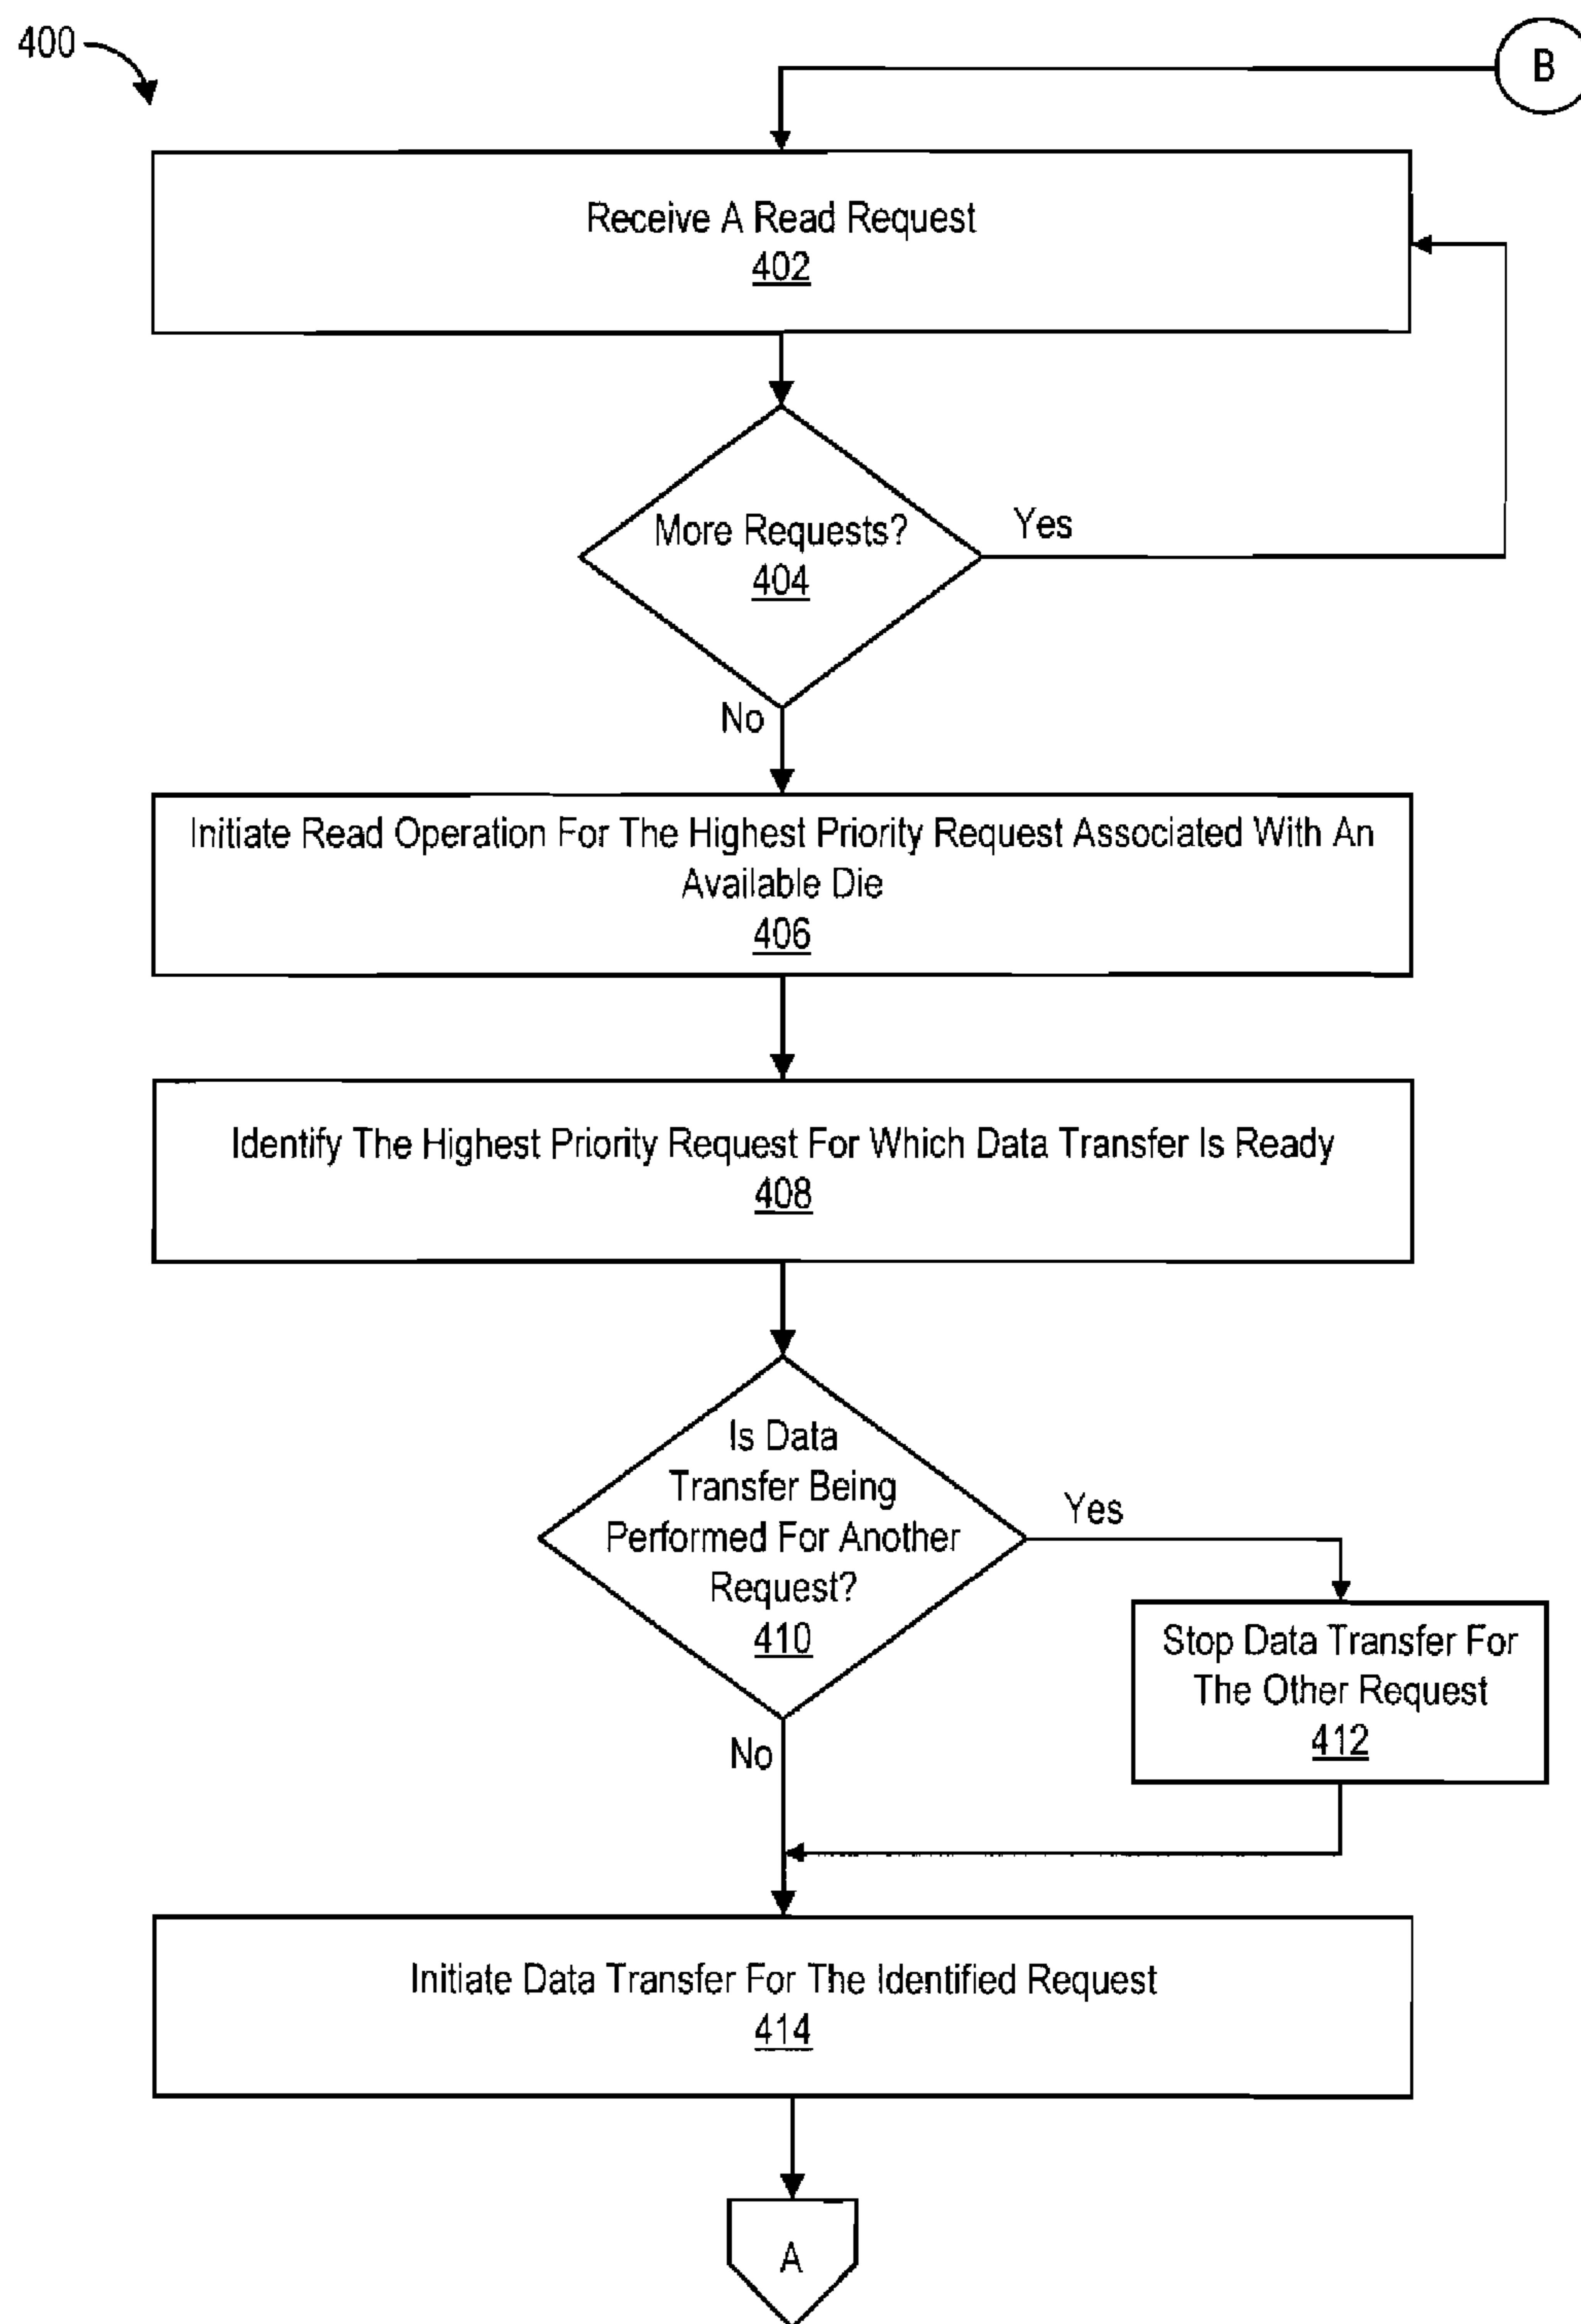 400
B
Receive A Read Request
402
More Requests?
404
Yes
No
Initiate Read Operation For The Highest Priority Request Associated With An
Available Die
406
Identify The Highest Priority Request For Which Data Transfer Is Ready
408
Is Data
Transfer Being
Performed For Another
Request?
410
Yes
Stop Data Transfer For
The Other Request
412
No
Initiate Data Transfer For The Identified Request
414
A